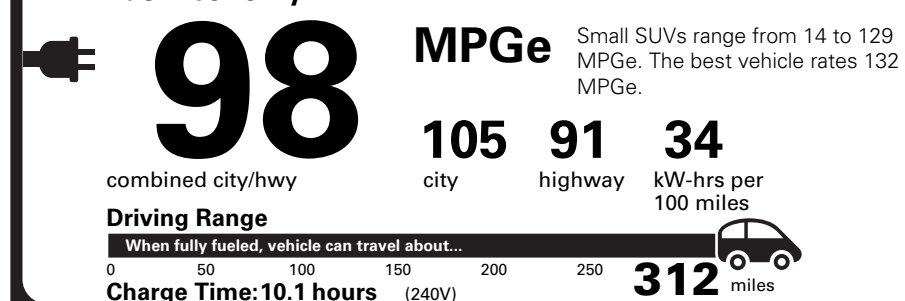 98
MPGe
Small SUVs range from 14 to 129
MPGe. The best vehicle rates 132
MPGe.
105 91 34
combined city/hwy city highway kW-hrs per
100 miles
Driving Range
When fully fueled, vehicle can travel about...
0 50 100 150 200 250 312 miles
Charge Time:10.1 hours (240V)